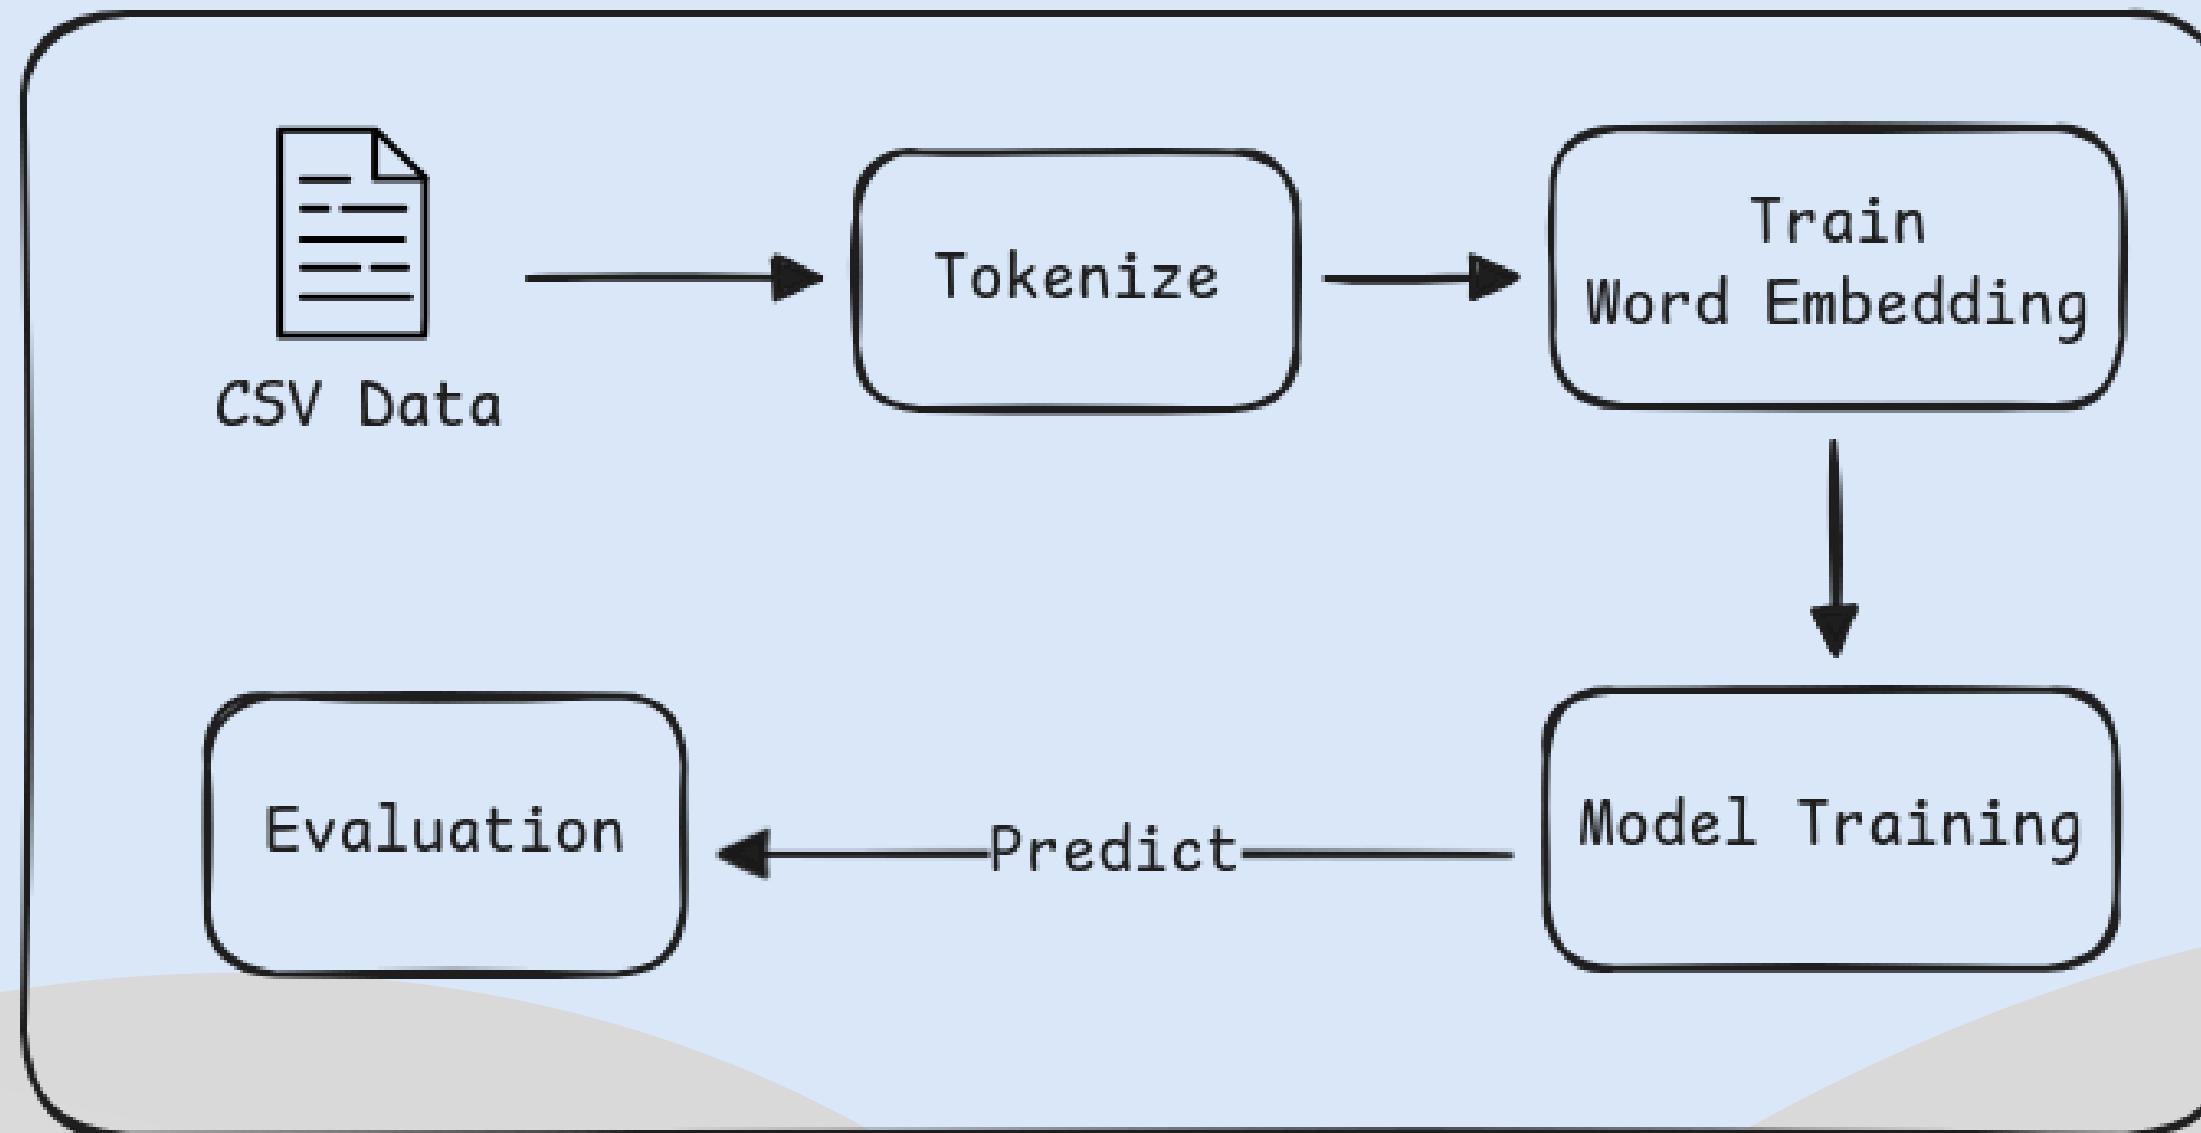 CSV Data
Tokenize
Train
Word Embedding
Model Training
Predict
Evaluation